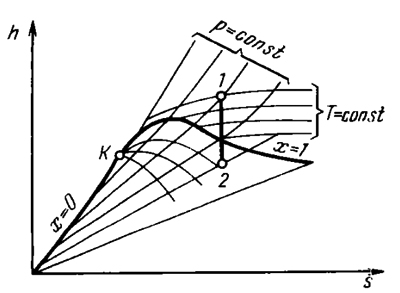 h
p=const
1
T=const
K
x=1
x=0
2
s